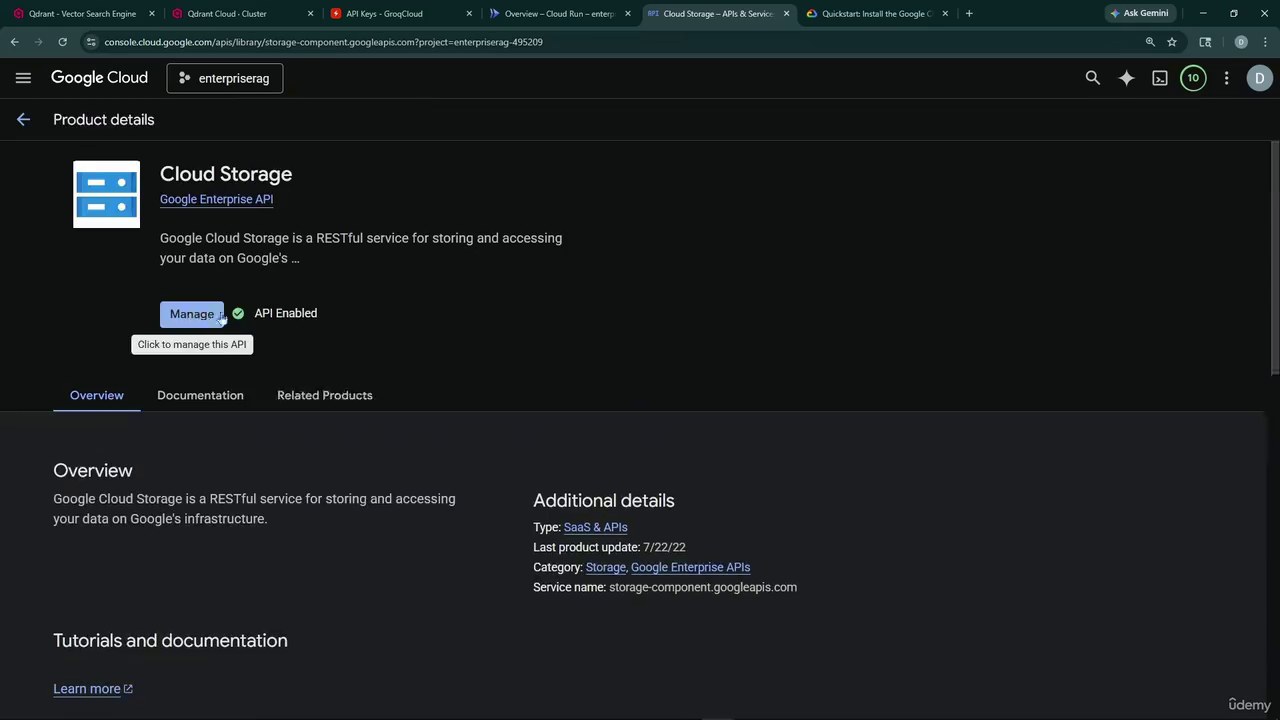 Qdrant - Vector Search Engine
Qdrant Cloud · Cluster
API Keys - GroqCloud
Overview – Cloud Run – enterp
Cloud Storage – APIs & Service
Quickstart: Install the Google C
Ask Gemini
console.cloud.google.com/apis/library/storage-component.googleapis.com?project=enterpriserag-495209
D
Google Cloud
enterpriserag
10
D
Product details
Cloud Storage
Google Enterprise API
Google Cloud Storage is a RESTful service for storing and accessing
your data on Google's ...
Manage
API Enabled
Click to manage this API
Overview
Documentation
Related Products
Overview
Google Cloud Storage is a RESTful service for storing and accessing
your data on Google's infrastructure.
Additional details
Type: SaaS & APIs
Last product update: 7/22/22
Category: Storage, Google Enterprise APIs
Service name: storage-component.googleapis.com
Tutorials and documentation
Learn more
ûdemy